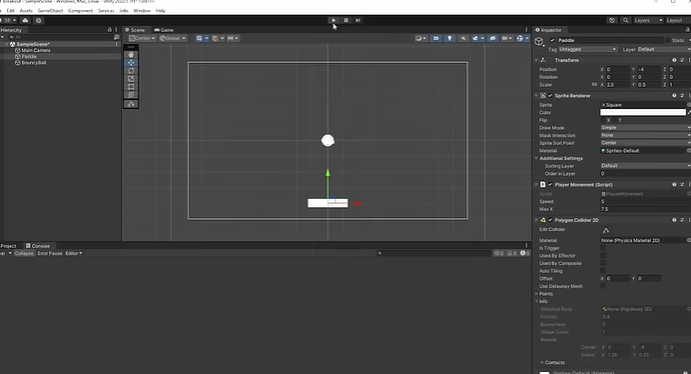 Breakout - SampleScene - Windows, Mac, Linux
Edit Assets GameObject Component Services Jobs Window Help
Layers Layout
Hierarchy
Scene Game
Inspector
All
Center Global
2D
SampleScene*
Main Camera
Paddle
BouncyBall
Paddle Static
Tag Untagged Layer Default
Transform
Position X 0 Y -4 Z 0
Rotation X 0 Y 0 Z 0
Scale X 2.5 Y 0.5 Z 1
Sprite Renderer
Sprite Square
Color
Flip X Y
Draw Mode Simple
Mask Interaction None
Sprite Sort Point Center
Material Sprites-Default
Additional Settings
Sorting Layer Default
Order in Layer 0
Player Movement (Script)
Script PlayerMovement
Speed 5
Max X 7.5
Polygon Collider 2D
Edit Collider
Material None (Physics Material 2D)
Is Trigger
Used By Effector
Used By Composite
Auto Tiling
Offset X 0 Y 0
Use Delaunay Mesh
Points
Info
Attached Body None (Rigidbody 2D)
Friction 0.4
Bounciness 0
Shape Count 1
Bounds
Center X 0 Y -4 Z 0
Extent X 1.25 Y 0.25 Z 0
Contacts
Sprites-Default (Material)
Project Console
Collapse Error Pause Editor
0 0 0